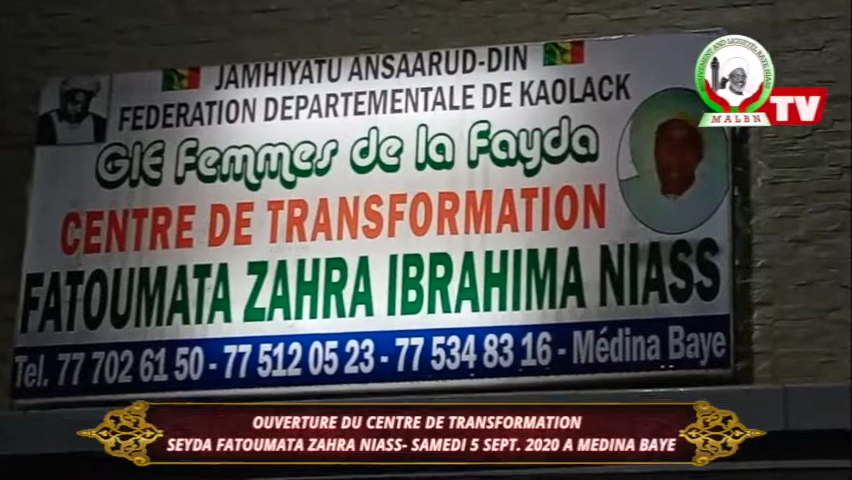 JAMHIYATU ANSAARUD-DIN
FEDERATION DEPARTEMENTALE DE KAOLACK
GIE Femmes de la Fayda
CENTRE DE TRANSFORMATION
FATOUMATA ZAHRA IBRAHIMA NIASS
Tel. 77 702 61 50 - 77 512 05 23 - 77 534 83 16 - Médina Baye
MALBN
TV
OUVERTURE DU CENTRE DE TRANSFORMATION
SEYDA FATOUMATA ZAHRA NIASS- SAMEDI 5 SEPT. 2020 A MEDINA BAYE